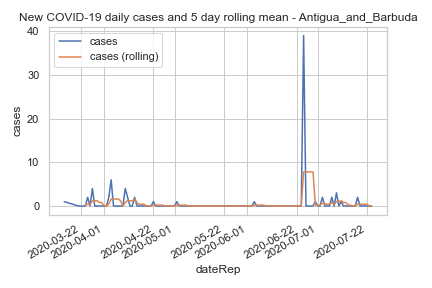 New COVID-19 daily cases and 5 day rolling mean - Antigua_and_Barbuda
cases
cases (rolling)
40
30
20
10
0
cases
2020-03-22
2020-04-01
2020-04-22
2020-05-01
2020-05-22
2020-06-01
2020-06-22
2020-07-01
2020-07-22
dateRep